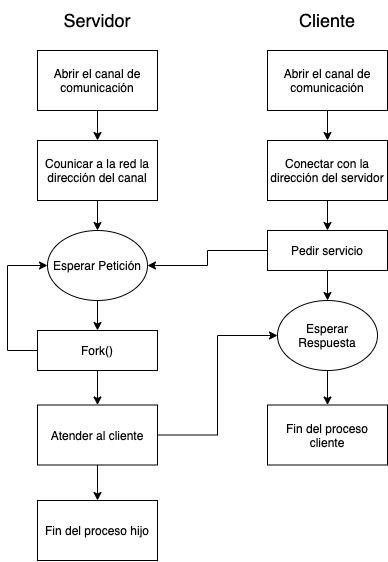 Servidor
Cliente
Abrir el canal de
comunicación
Abrir el canal de
comunicación
Counicar a la red la
dirección del canal
Conectar con la
dirección del servidor
Esperar Petición
Pedir servicio
Fork()
Esperar
Respuesta
Atender al cliente
Fin del proceso
cliente
Fin del proceso hijo